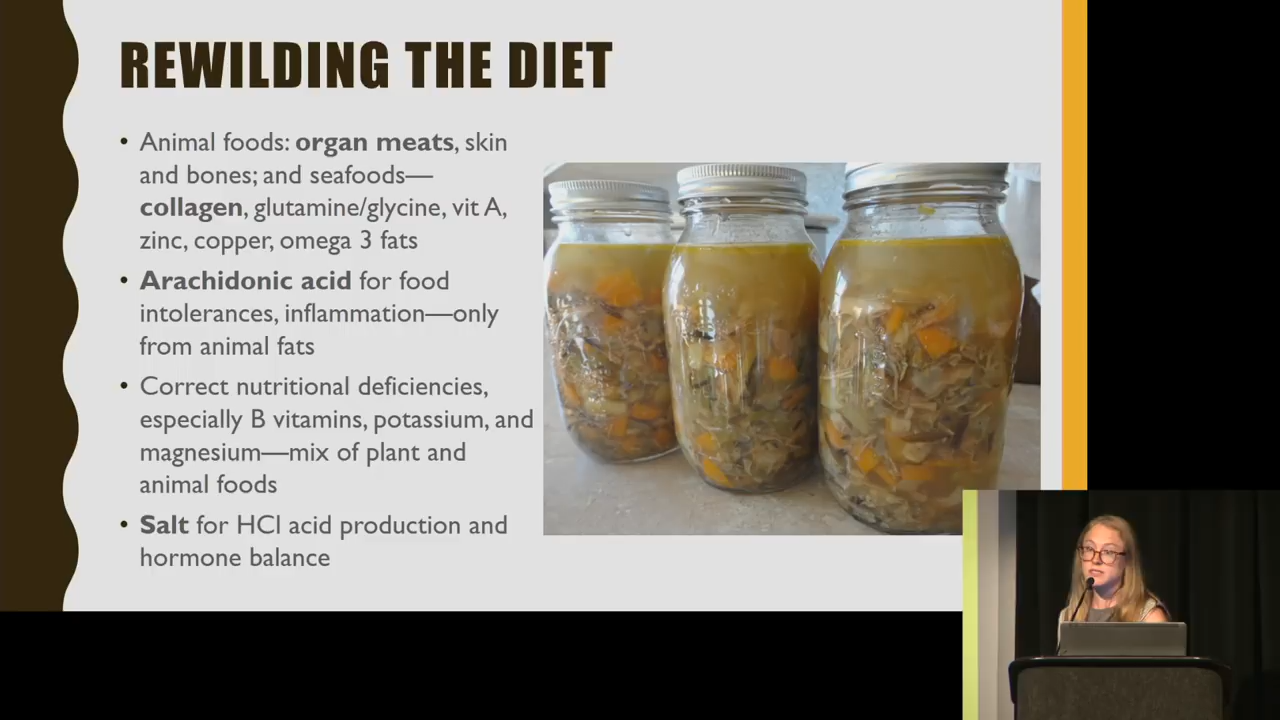 REWILDING THE DIET
• Animal foods: organ meats, skin
and bones; and seafoods—
collagen, glutamine/glycine, vit A,
zinc, copper, omega 3 fats
• Arachidonic acid for food
intolerances, inflammation—only
from animal fats
• Correct nutritional deficiencies,
especially B vitamins, potassium, and
magnesium—mix of plant and
animal foods
• Salt for HCl acid production and
hormone balance